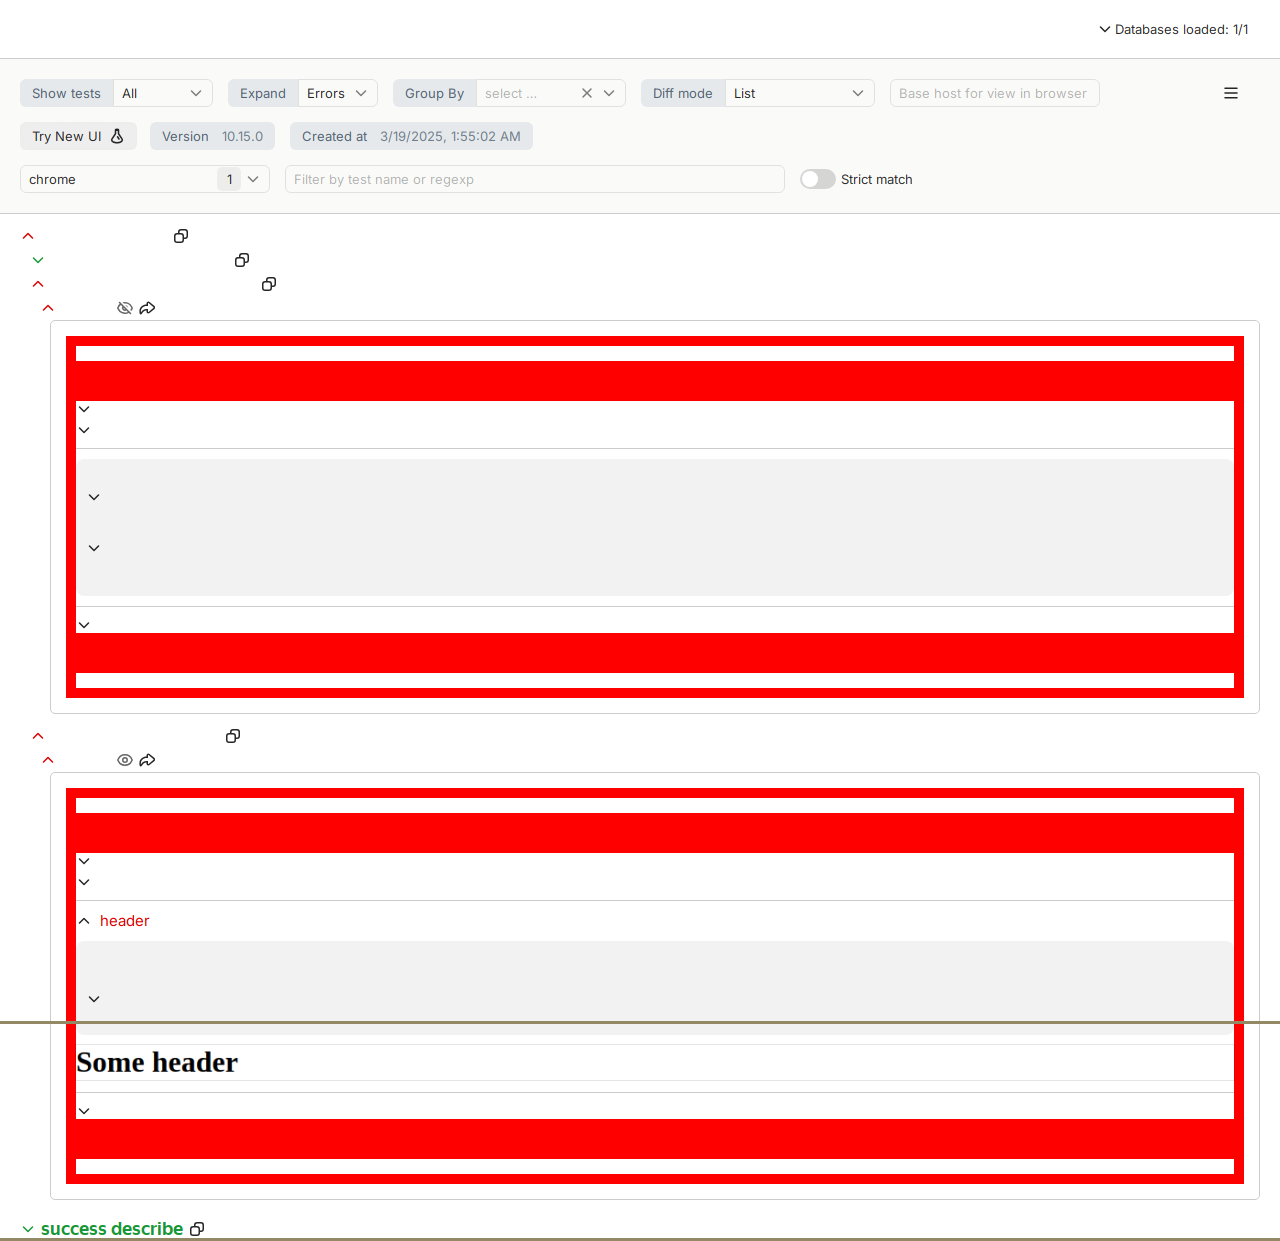 Databases loaded: 1/1
Show tests All Expand Errors Group By select ... Diff mode List Base host for view in browser
Try New UI Version 10.15.0 Created at 3/19/2025, 1:55:02 AM
chrome 1 Filter by test name or regexp Strict match
header
Some header
success describe